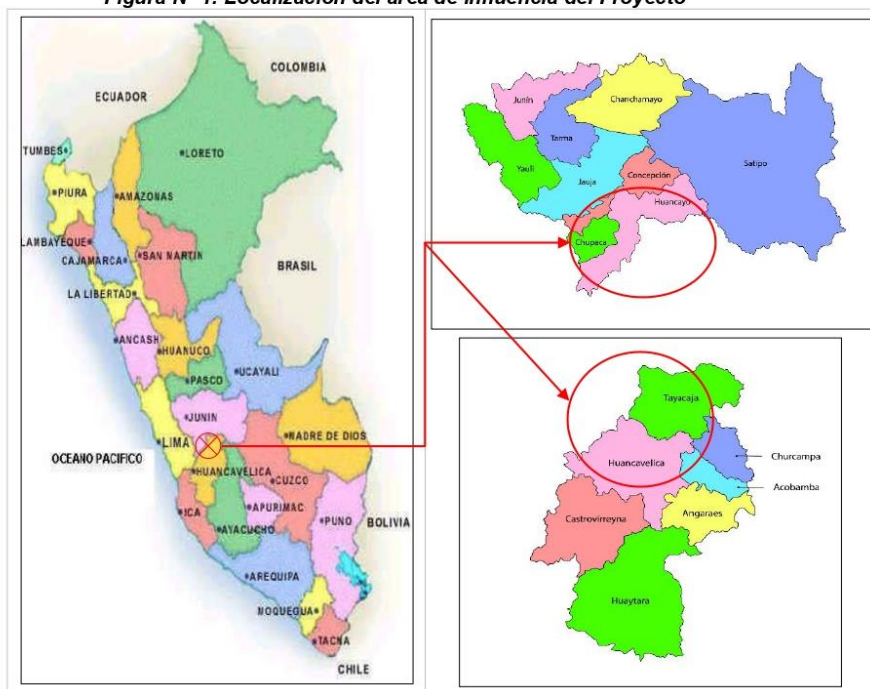 Figura N° 1: Localización del área de influencia del Proyecto
COLOMBIA
ECUADOR
TUMBES
LORETO
PIURA
AMAZONAS
LAMBAYEQUE
CAJAMARCA
SAN MARTIN
BRASIL
LA LIBERTAD
ANCASH
HUANUCO
UCAYALI
PASCO
JUNIN
OCEANO PACIFICO
LIMA
MADRE DE DIOS
HUANCAVELICA
CUZCO
ICA
APURIMAC
PUNO
BOLIVIA
AYACUCHO
AREQUIPA
MOQUEGUA
TACNA
CHILE
Junín
Chanchamayo
Tarma
Yauli
Satipo
Jauja
Concepción
Huancayo
Chupaca
Tayacaja
Huancavelica
Churcampa
Acobamba
Castrovirreyna
Angaraes
Huaytara